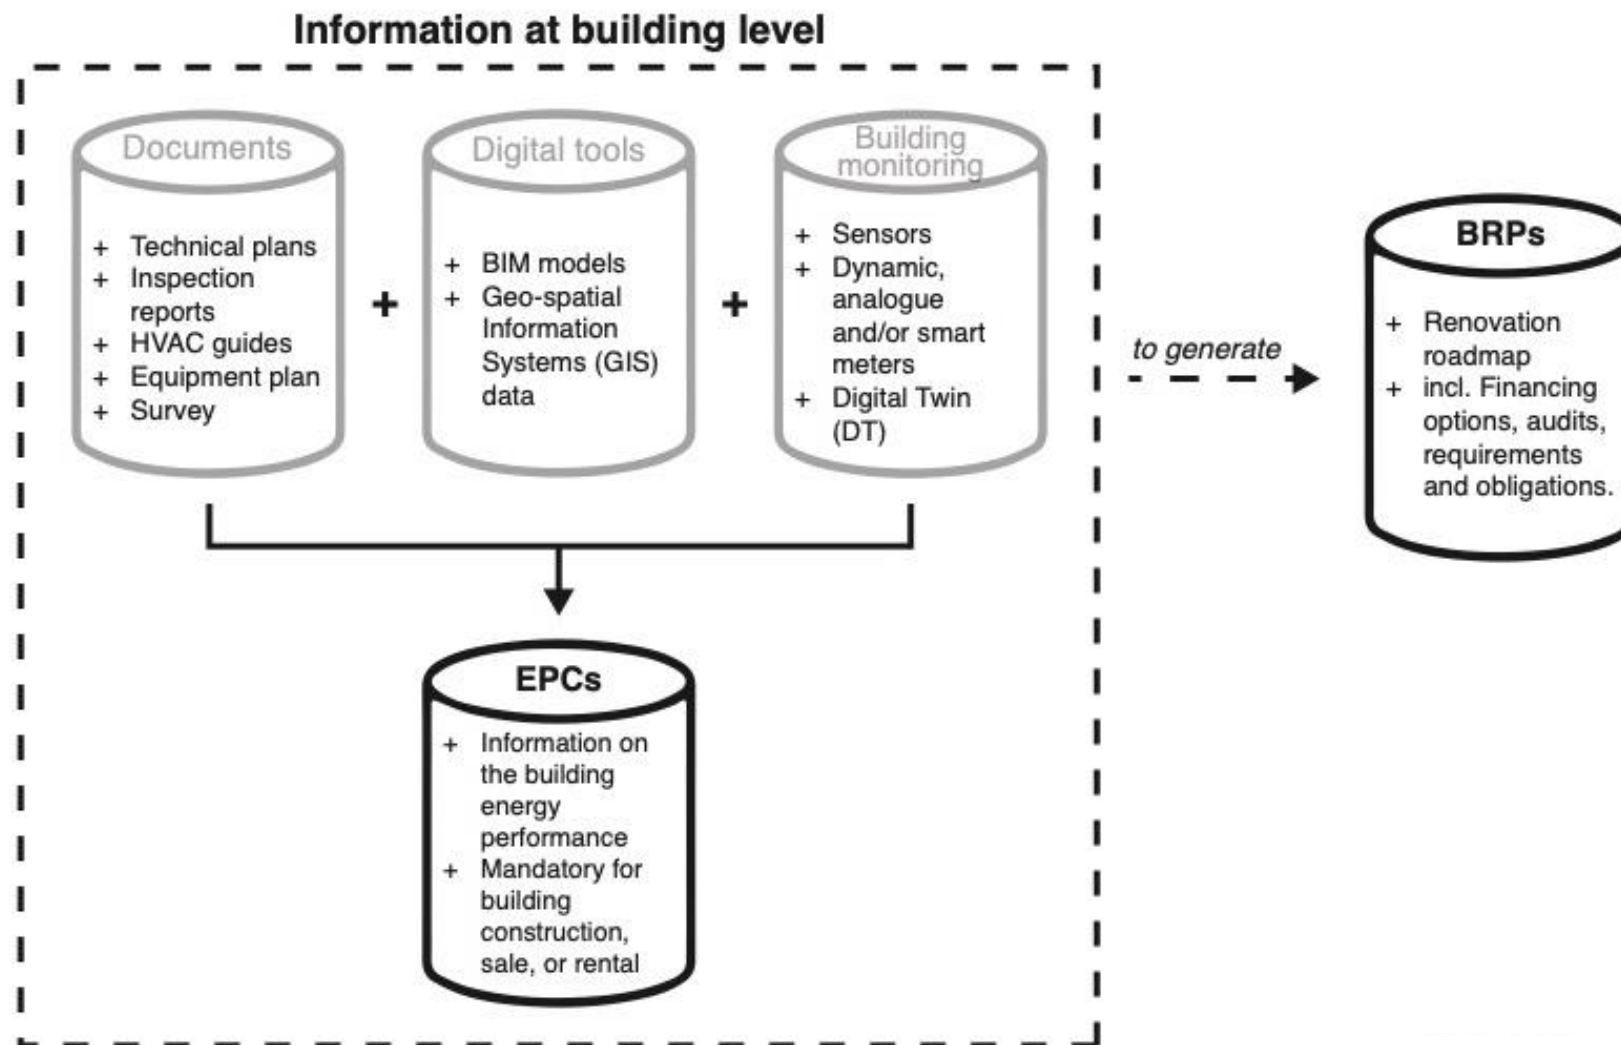 Information at building level
Documents
+ Technical plans
+ Inspection
reports
+ HVAC guides
+ Equipment plan
+ Survey
+
Digital tools
+ BIM models
+ Geo-spatial
Information
Systems (GIS)
data
+
Building
monitoring
+ Sensors
+ Dynamic,
analogue
and/or smart
meters
+ Digital Twin
(DT)
to generate
BRPs
+ Renovation
roadmap
+ incl. Financing
options, audits,
requirements
and obligations.
EPCs
+ Information on
the building
energy
performance
+ Mandatory for
building
construction,
sale, or rental